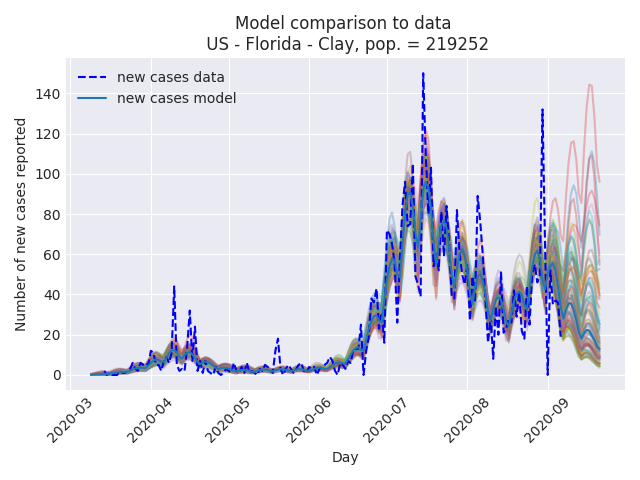 Model comparison to data
US - Florida - Clay, pop. = 219252
new cases data
new cases model
Number of new cases reported
140
120
100
80
60
40
20
0
2020-03
2020-04
2020-05
2020-06
2020-07
2020-08
2020-09
Day